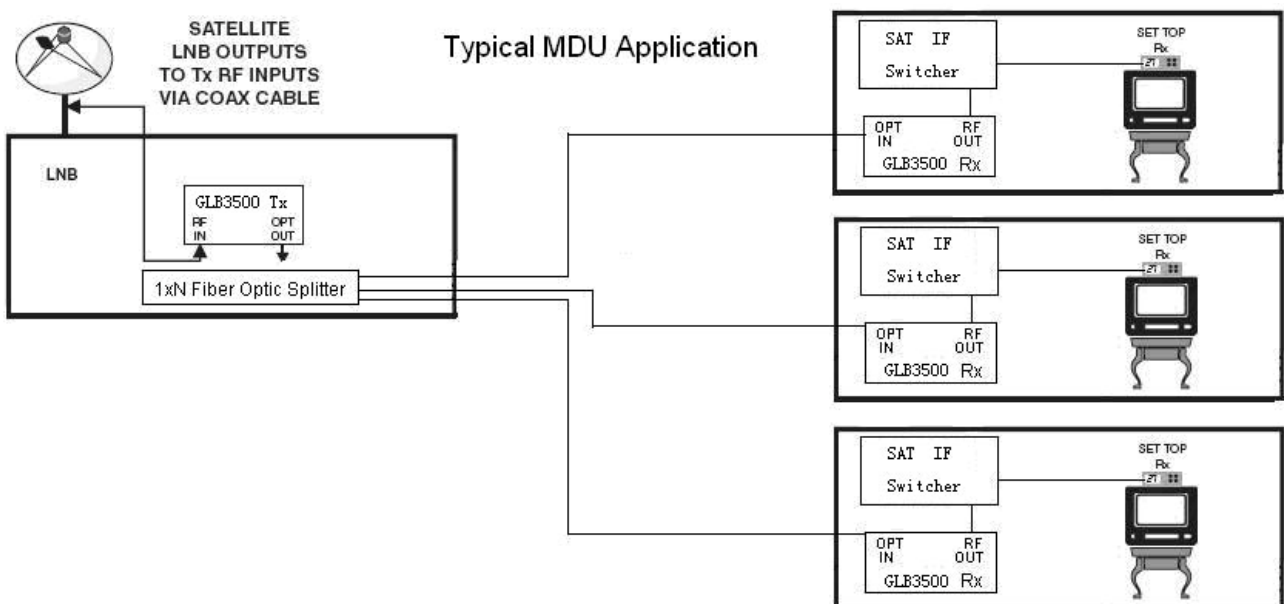 SATELLITE
LNB OUTPUTS
TO Tx RF INPUTS
VIA COAX CABLE
Typical MDU Application
LNB
GLB3500 Tx
RF OPT
IN OUT
1xN Fiber Optic Splitter
SAT IF
Switcher
SET TOP
Rx
27
OPT RF
IN OUT
GLB3500 Rx
SAT IF
Switcher
SET TOP
Rx
27
OPT RF
IN OUT
GLB3500 Rx
SAT IF
Switcher
SET TOP
Rx
27
OPT RF
IN OUT
GLB3500 Rx